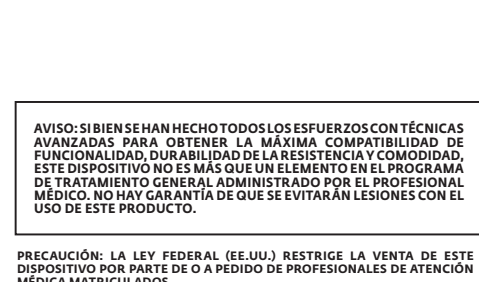 AVISO: SI BIEN SE HAN HECHO TODOS LOS ESFUERZOS CON TÉCNICAS
AVANZADAS PARA OBTENER LA MÁXIMA COMPATIBILIDAD DE
FUNCIONALIDAD, DURABILIDAD DE LA RESISTENCIA Y COMODIDAD,
ESTE DISPOSITIVO NO ES MÁS QUE UN ELEMENTO EN EL PROGRAMA
DE TRATAMIENTO GENERAL ADMINISTRADO POR EL PROFESIONAL
MÉDICO. NO HAY GARANTÍA DE QUE SE EVITARÁN LESIONES CON EL
USO DE ESTE PRODUCTO.
PRECAUCIÓN: LA LEY FEDERAL (EE.UU.) RESTRIGE LA VENTA DE ESTE
DISPOSITIVO POR PARTE DE O A PEDIDO DE PROFESIONALES DE ATENCIÓN
MÉDICA MATRICULADOS